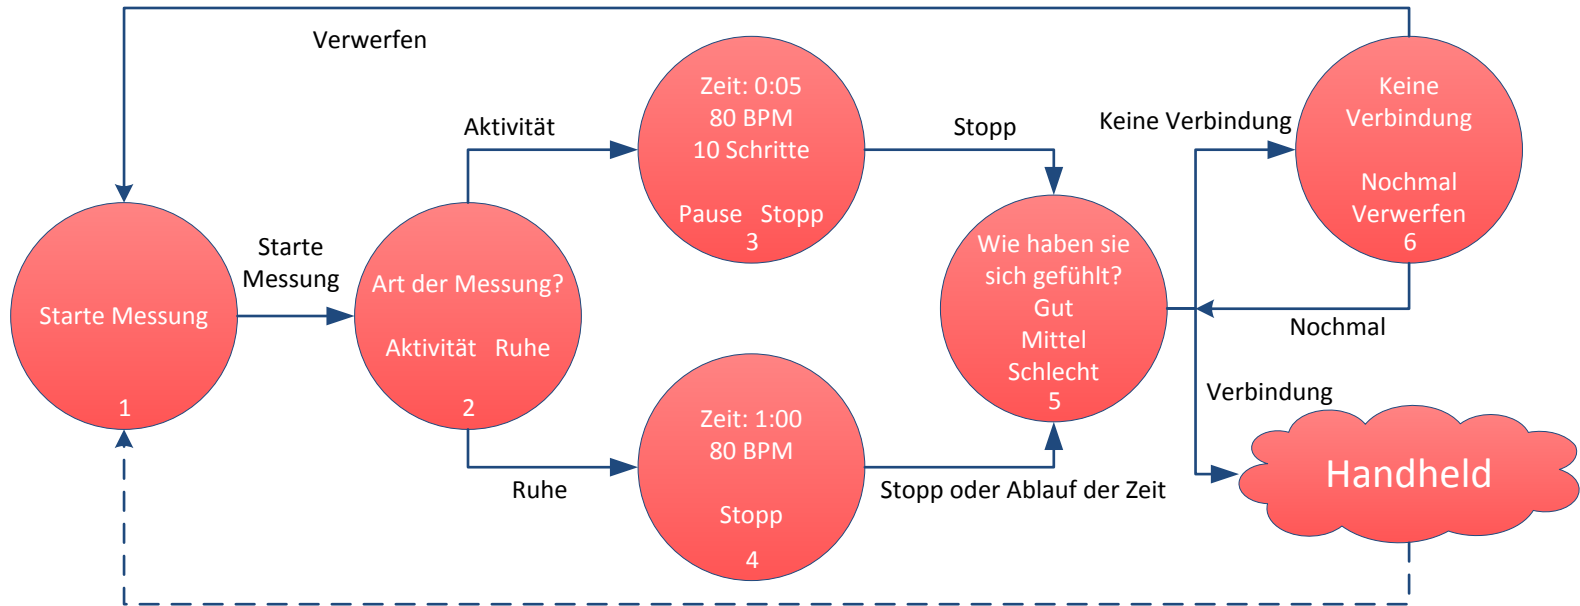 Verwerfen
Starte Messung
1
Starte
Messung
Art der Messung?
Aktivität   Ruhe
2
Aktivität
Zeit: 0:05
80 BPM
10 Schritte
Pause   Stopp
3
Ruhe
Zeit: 1:00
80 BPM
Stopp
4
Stopp
Stopp oder Ablauf der Zeit
Wie haben sie
sich gefühlt?
Gut
Mittel
Schlecht
5
Keine Verbindung
Keine
Verbindung
Nochmal
Verwerfen
6
Nochmal
Verbindung
Handheld